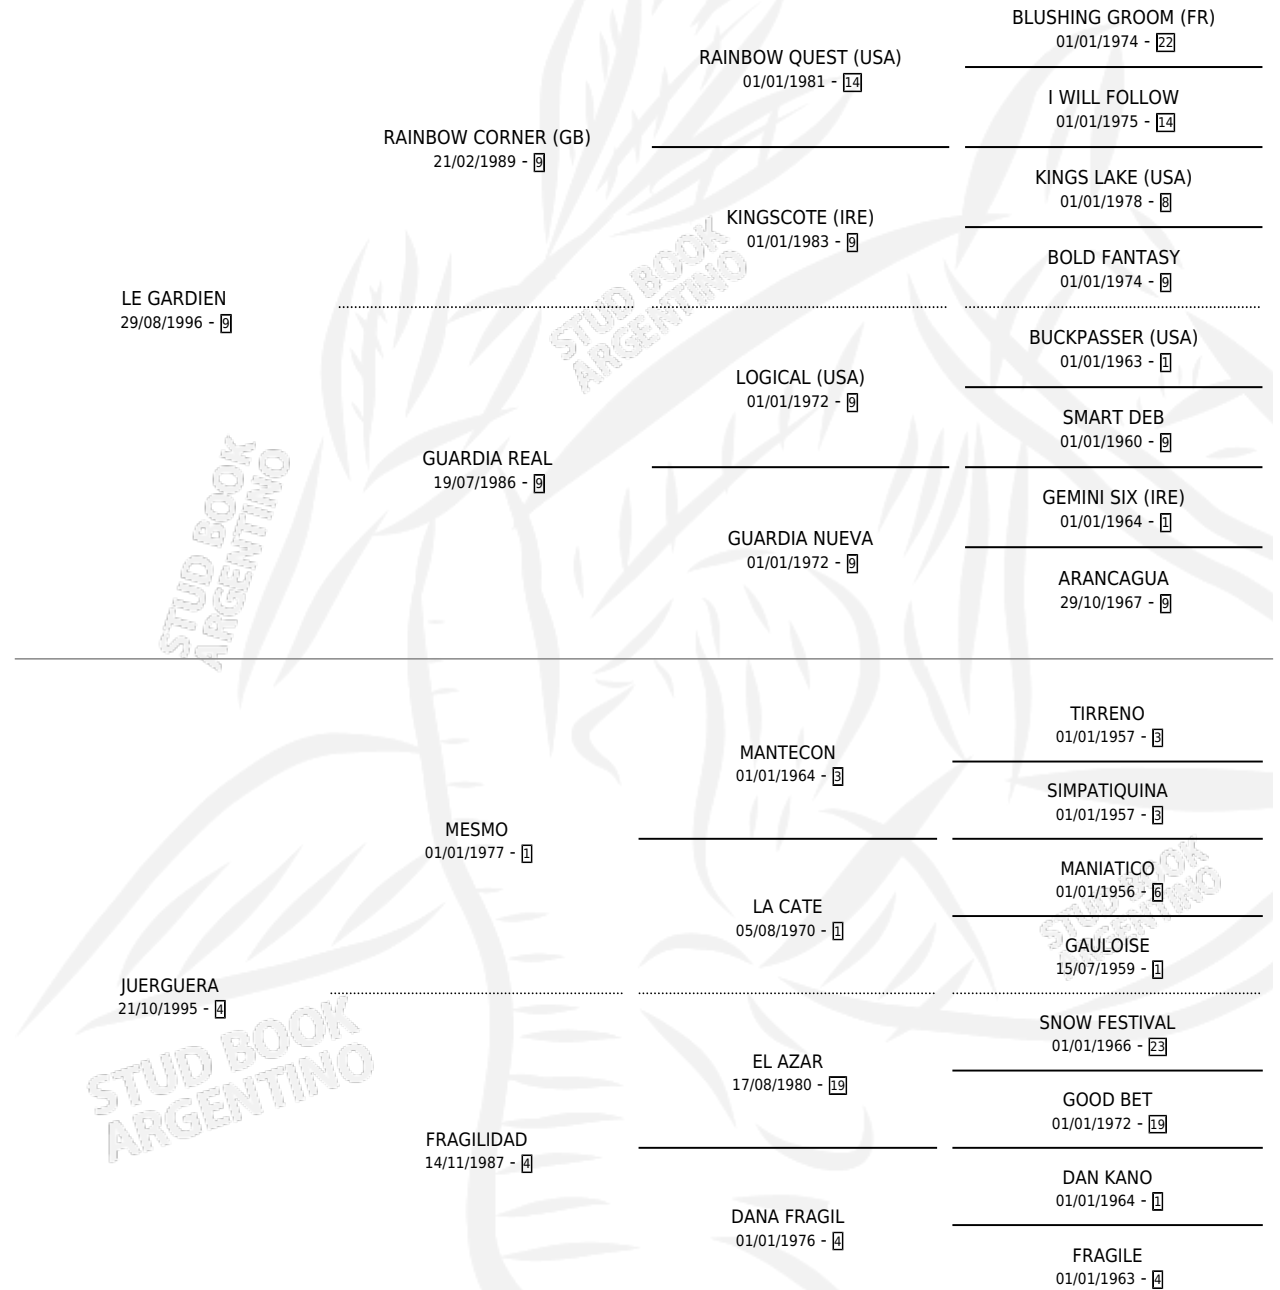 BLUSHING GROOM (FR)
01/01/1974 - 22
RAINBOW QUEST (USA)
01/01/1981 - 14
I WILL FOLLOW
01/01/1975 - 14
RAINBOW CORNER (GB)
21/02/1989 - 9
KINGS LAKE (USA)
01/01/1978 - 8
KINGSCOTE (IRE)
01/01/1983 - 9
BOLD FANTASY
01/01/1974 - 9
LE GARDIEN
29/08/1996 - 9
BUCKPASSER (USA)
01/01/1963 - 1
LOGICAL (USA)
01/01/1972 - 9
SMART DEB
01/01/1960 - 9
GUARDIA REAL
19/07/1986 - 9
GEMINI SIX (IRE)
01/01/1964 - 1
GUARDIA NUEVA
01/01/1972 - 9
ARANCAGUA
29/10/1967 - 9
TIRRENO
01/01/1957 - 3
MANTECON
01/01/1964 - 3
SIMPATIQUINA
01/01/1957 - 3
MESMO
01/01/1977 - 1
MANIATICO
01/01/1956 - 6
LA CATE
05/08/1970 - 1
GAULOISE
15/07/1959 - 1
JUERGUERA
21/10/1995 - 4
SNOW FESTIVAL
01/01/1966 - 23
EL AZAR
17/08/1980 - 19
GOOD BET
01/01/1972 - 19
FRAGILIDAD
14/11/1987 - 4
DAN KANO
01/01/1964 - 1
DANA FRAGIL
01/01/1976 - 4
FRAGILE
01/01/1963 - 4
STUD BOOK
ARGENTINO
STUD BOOK
ARGENTINO
STUD BOOK
ARGENTINO
STUD BOOK
ARGENTINO